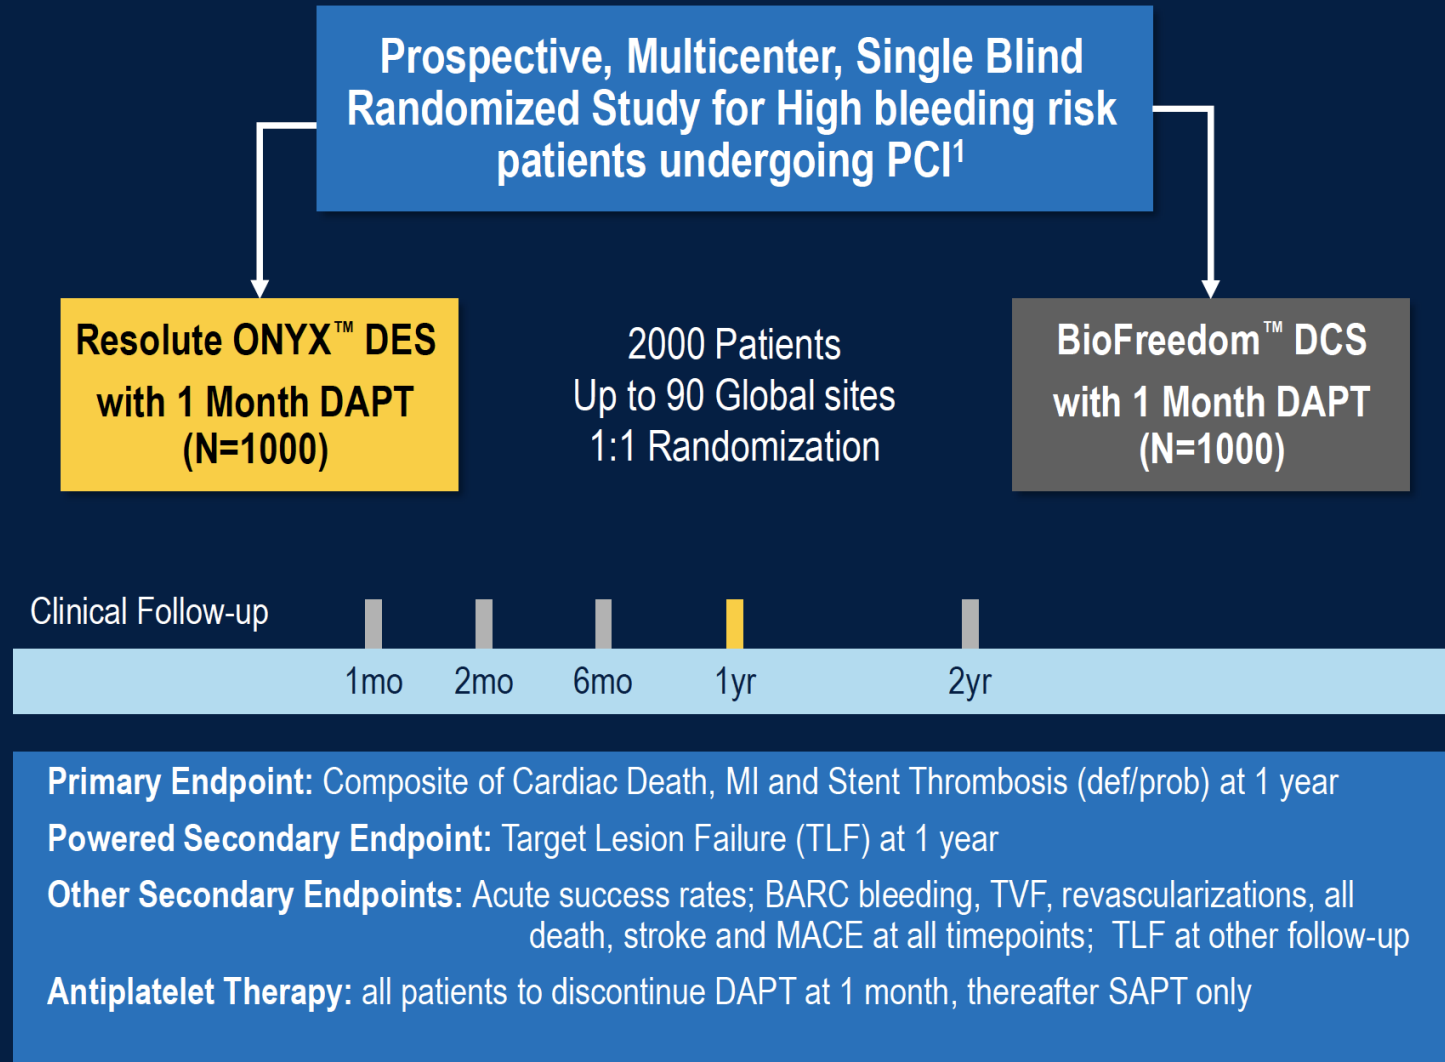 Prospective, Multicenter, Single Blind
Randomized Study for High bleeding risk
patients undergoing PCI¹
Resolute ONYX™ DES
with 1 Month DAPT
(N=1000)
2000 Patients
Up to 90 Global sites
1:1 Randomization
BioFreedom™ DCS
with 1 Month DAPT
(N=1000)
Clinical Follow-up
1mo 2mo 6mo 1yr 2yr
Primary Endpoint: Composite of Cardiac Death, MI and Stent Thrombosis (def/prob) at 1 year
Powered Secondary Endpoint: Target Lesion Failure (TLF) at 1 year
Other Secondary Endpoints: Acute success rates; BARC bleeding, TVF, revascularizations, all
death, stroke and MACE at all timepoints; TLF at other follow-up
Antiplatelet Therapy: all patients to discontinue DAPT at 1 month, thereafter SAPT only